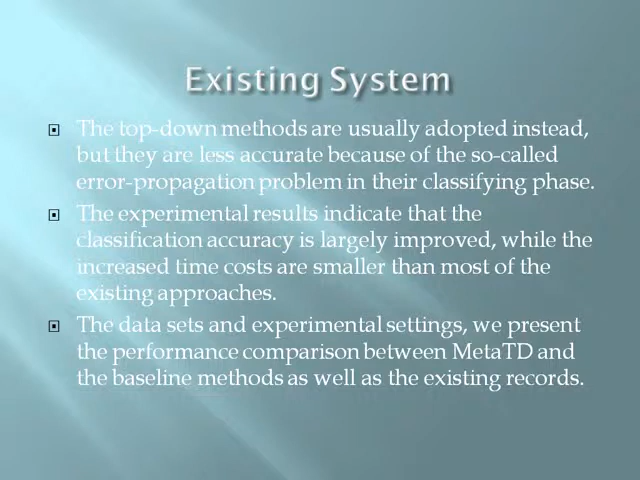 Existing System
The top-down methods are usually adopted instead,
but they are less accurate because of the so-called
error-propagation problem in their classifying phase.
The experimental results indicate that the
classification accuracy is largely improved, while the
increased time costs are smaller than most of the
existing approaches.
The data sets and experimental settings, we present
the performance comparison between MetaTD and
the baseline methods as well as the existing records.